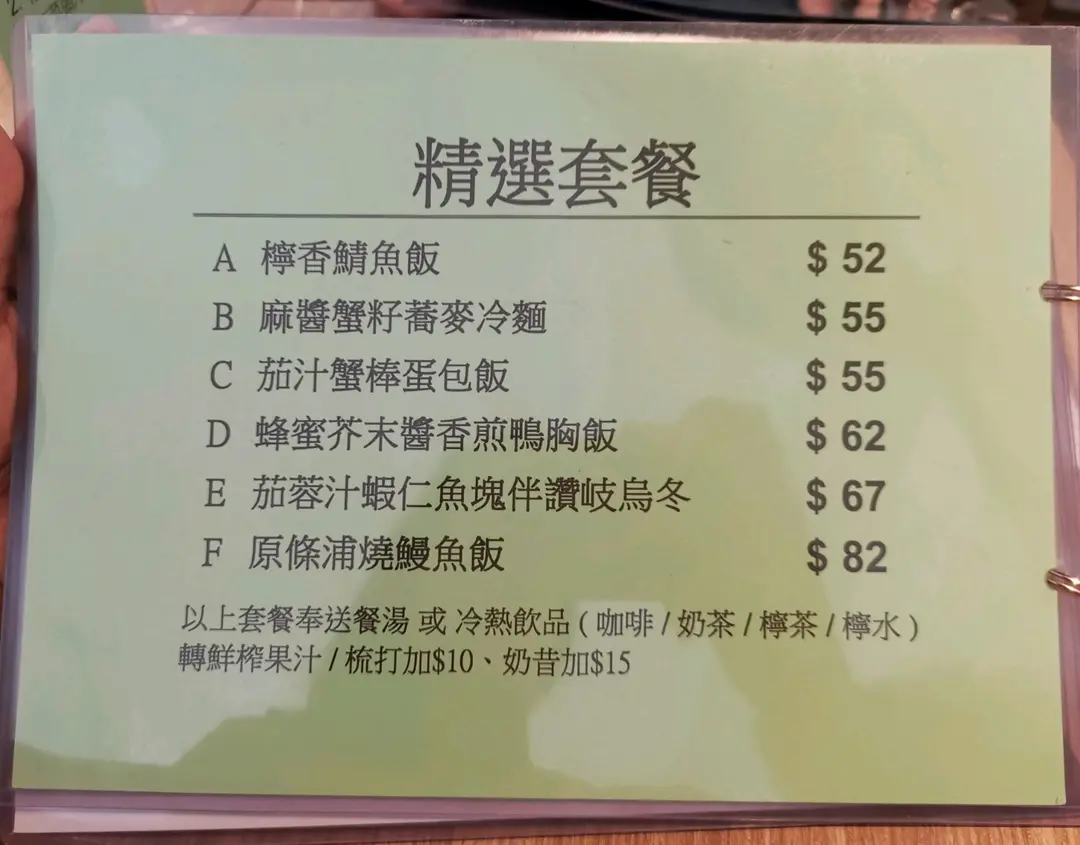 精選套餐
A 檸香鯖魚飯 $ 52
B 麻醬蟹籽蕎麥冷麵 $ 55
C 茄汁蟹棒蛋包飯 $ 55
D 蜂蜜芥末醬香煎鴨胸飯 $ 62
E 茄蓉汁蝦仁魚塊伴讚岐烏冬 $ 67
F 原條浦燒鰻魚飯 $ 82
以上套餐奉送餐湯 或 冷熱飲品 ( 咖啡 / 奶茶 / 檸茶 / 檸水 )
轉鮮榨果汁 / 梳打加$10、奶昔加$15